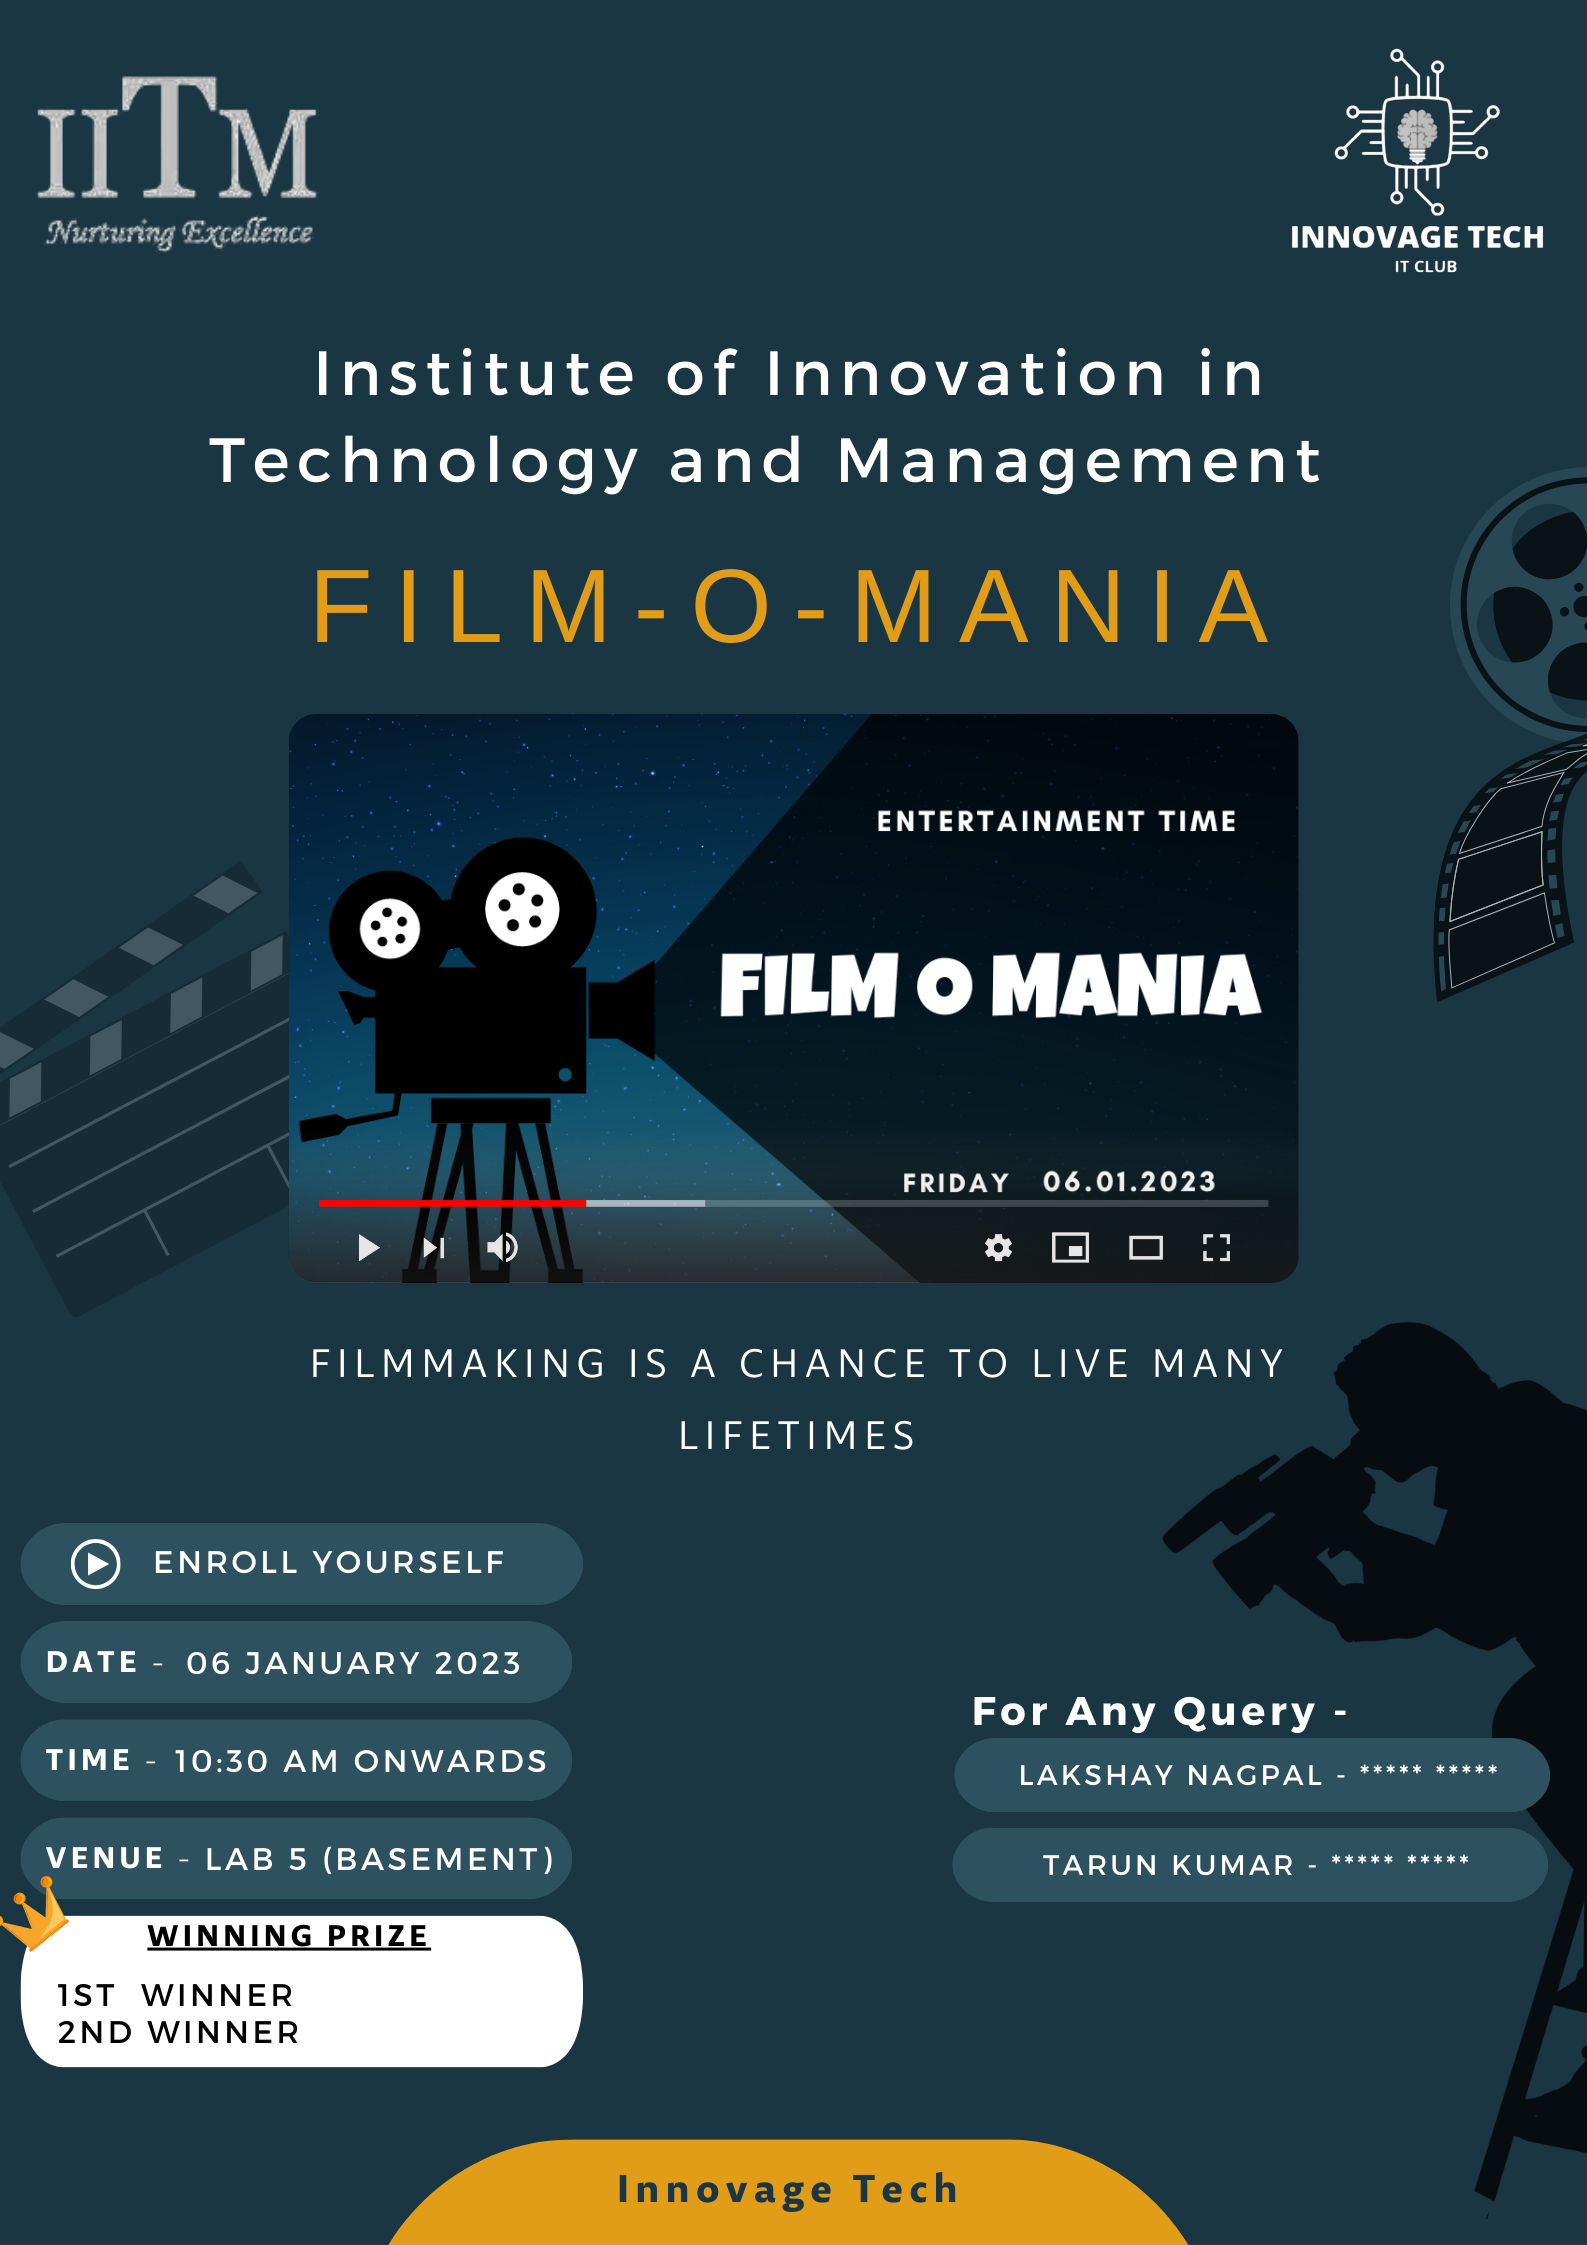 IITM
Nurturing Excellence
INNOVAGE TECH
IT CLUB
Institute of Innovation in
Technology and Management
FILM-O-MANIA
ENTERTAINMENT TIME
FILM O MANIA
FRIDAY 06.01.2023
FILMMAKING IS A CHANCE TO LIVE MANY
LIFETIMES
ENROLL YOURSELF
DATE - 06 JANUARY 2023
TIME - 10:30 AM ONWARDS
VENUE - LAB 5 (BASEMENT)
WINNING PRIZE
1ST WINNER
2ND WINNER
For Any Query -
LAKSHAY NAGPAL - ***** *****
TARUN KUMAR - ***** *****
Innovage Tech